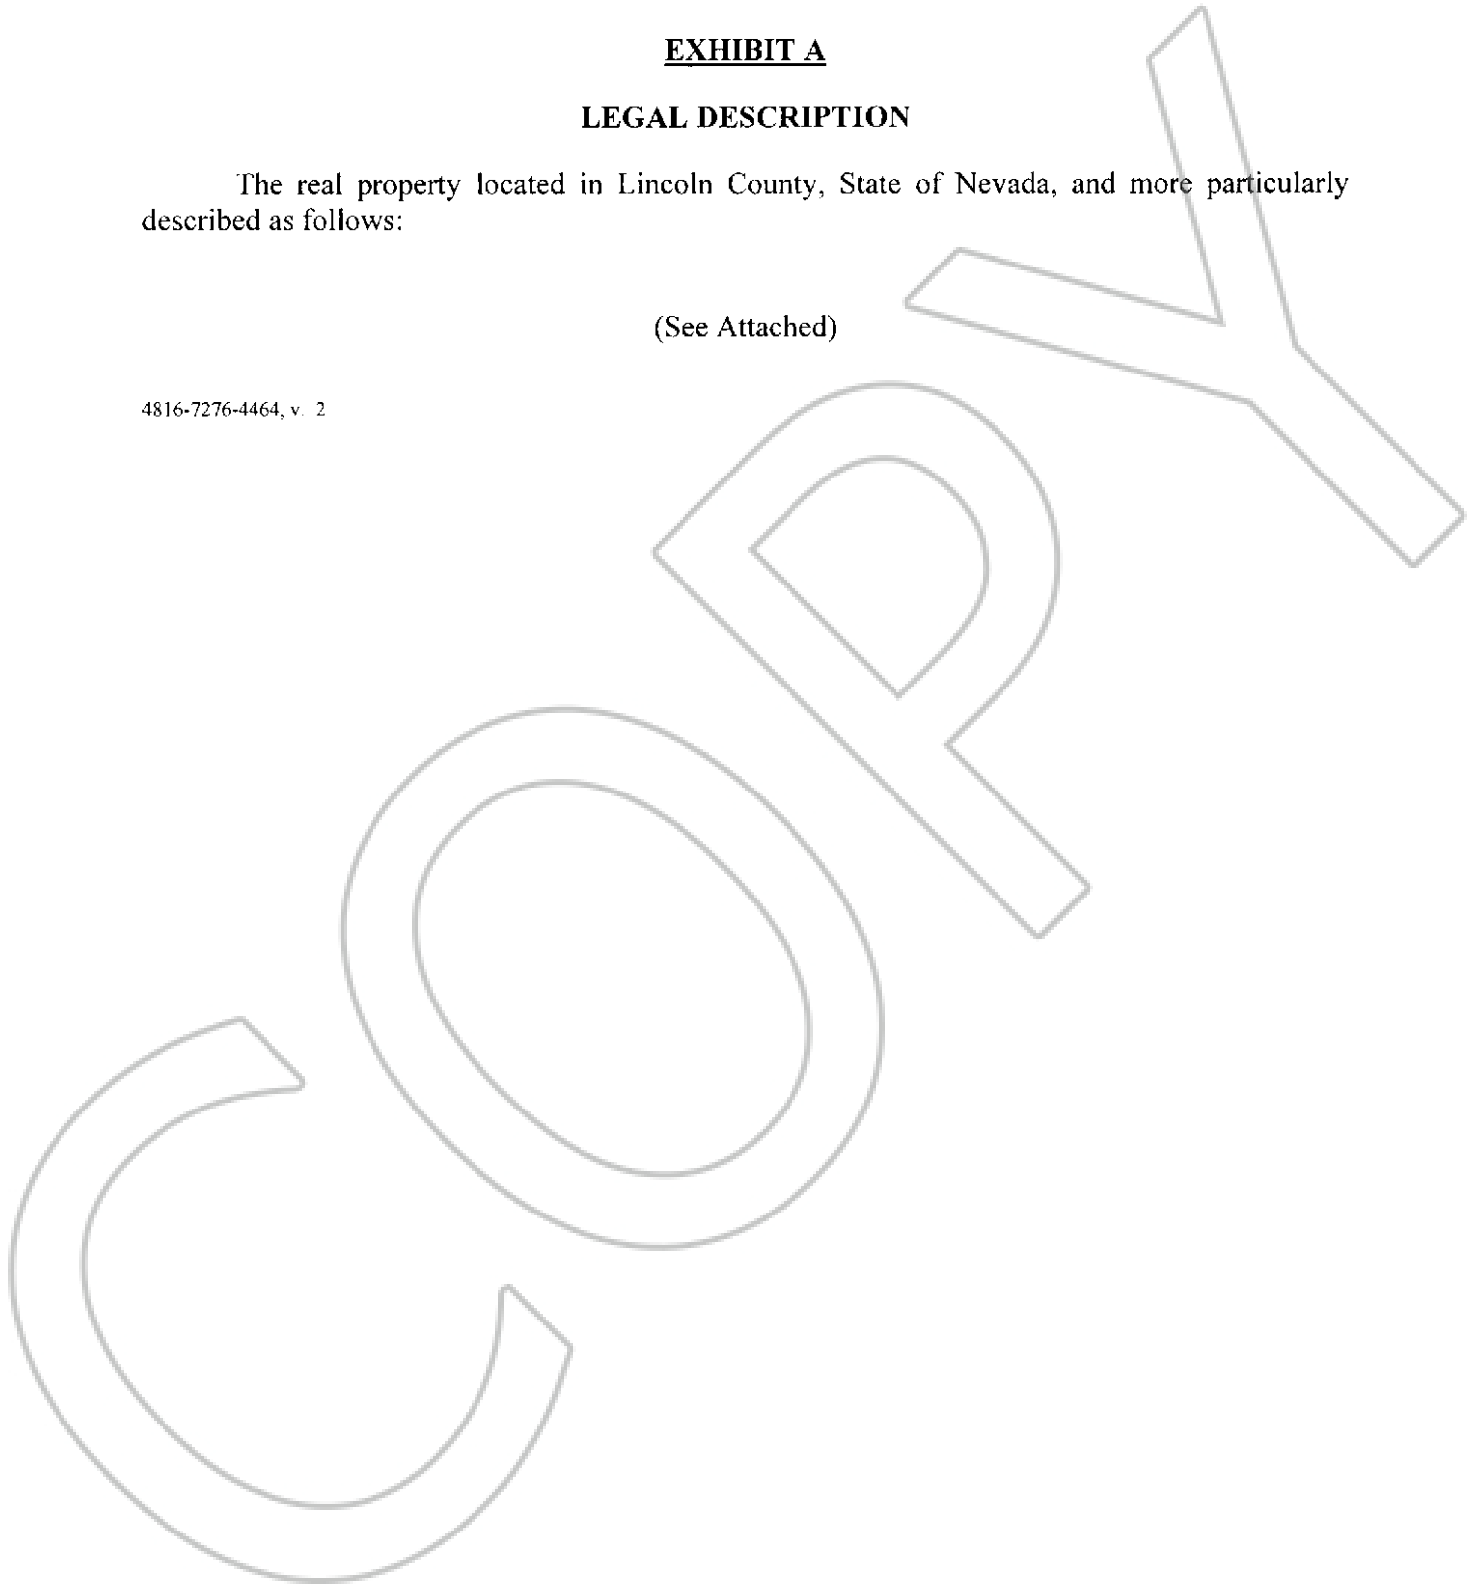 EXHIBIT A
LEGAL DESCRIPTION
The real property located in Lincoln County, State of Nevada, and more particularly
described as follows:
(See Attached)
4816-7276-4464, v. 2
COPY